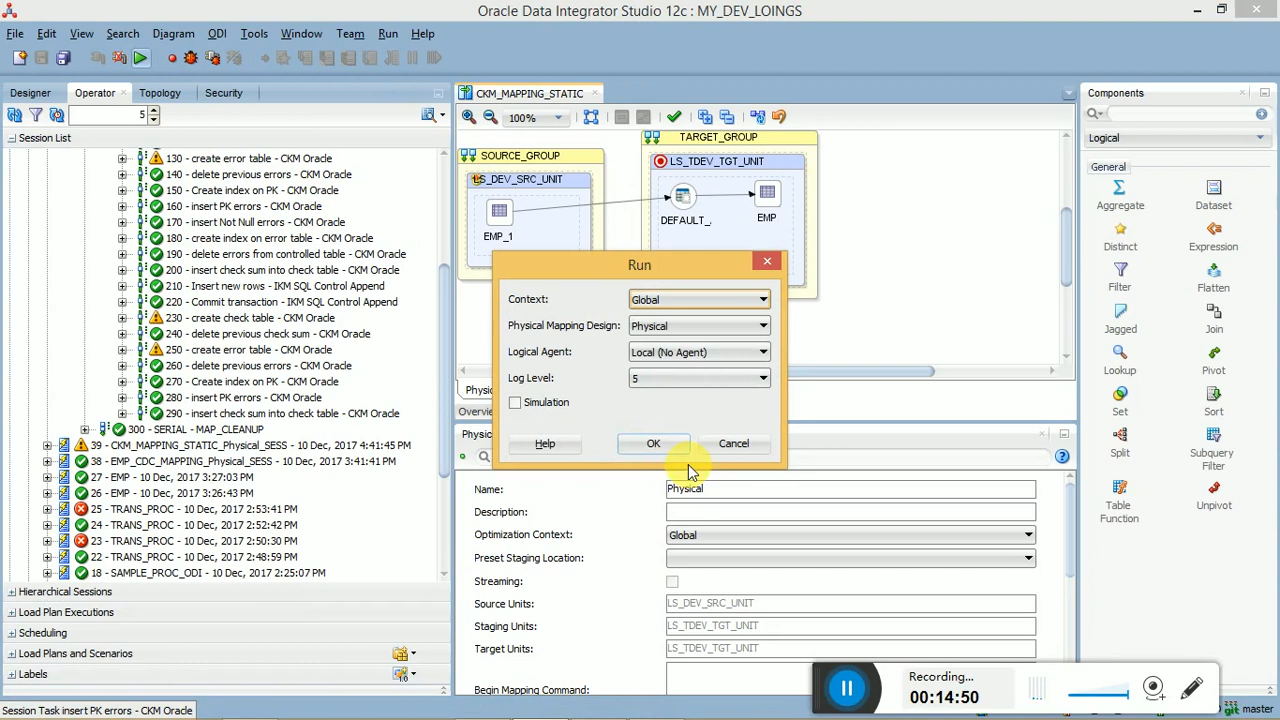 Oracle Data Integrator Studio 12c : MY_DEV_LOINGS
File Edit View Search Diagram ODI Tools Window Team Run Help
Designer Operator Topology Security
5
Session List
130 - create error table - CKM Oracle
140 - delete previous errors - CKM Oracle
150 - Create index on PK - CKM Oracle
160 - insert PK errors - CKM Oracle
170 - insert Not Null errors - CKM Oracle
180 - create index on error table - CKM Oracle
190 - delete errors from controlled table - CKM Oracle
200 - insert check sum into check table - CKM Oracle
210 - Insert new rows - IKM SQL Control Append
220 - Commit transaction - IKM SQL Control Append
230 - create check table - CKM Oracle
240 - delete previous check sum - CKM Oracle
250 - create error table - CKM Oracle
260 - delete previous errors - CKM Oracle
270 - Create index on PK - CKM Oracle
280 - insert PK errors - CKM Oracle
290 - insert check sum into check table - CKM Oracle
300 - SERIAL - MAP_CLEANUP
39 - CKM_MAPPING_STATIC_Physical_SESS - 10 Dec, 2017 4:41:45 PM
38 - EMP_CDC_MAPPING_Physical_SESS - 10 Dec, 2017 4:31:41 PM
27 - EMP - 10 Dec, 2017 3:27:03 PM
26 - EMP - 10 Dec, 2017 3:26:43 PM
25 - TRANS_PROC - 10 Dec, 2017 2:53:41 PM
24 - TRANS_PROC - 10 Dec, 2017 2:52:42 PM
23 - TRANS_PROC - 10 Dec, 2017 2:50:30 PM
22 - TRANS_PROC - 10 Dec, 2017 2:48:59 PM
18 - SAMPLE_PROC_ODI - 10 Dec, 2017 2:25:07 PM
Hierarchical Sessions
Load Plan Executions
Scheduling
Load Plans and Scenarios
Labels
Session Task insert PK errors - CKM Oracle
CKM_MAPPING_STATIC
100%
TARGET_GROUP
SOURCE_GROUP
LS_TDEV_TGT_UNIT
LS_DEV_SRC_UNIT
EMP_1
DEFAULT_.
EMP
Run
Context: Global
Physical Mapping Design: Physical
Logical Agent: Local (No Agent)
Log Level: 5
Simulation
Help OK Cancel
Name: Physical
Description:
Optimization Context: Global
Preset Staging Location:
Streaming:
Source Units: LS_DEV_SRC_UNIT
Staging Units: LS_TDEV_TGT_UNIT
Target Units: LS_TDEV_TGT_UNIT
Begin Mapping Command:
Components
Logical
General
Aggregate Dataset
Distinct Expression
Filter Flatten
Jagged Join
Lookup Pivot
Set Sort
Split Subquery
Filter
Table
Function Unpivot
Recording...
00:14:50
git master